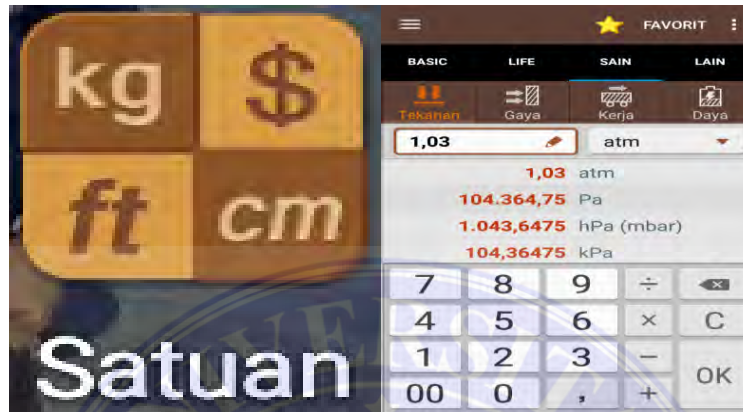 kg $
ft cm
Satuan
FAVORIT
BASIC LIFE SAIN LAIN
Tekanan Gaya Kerja Daya
1,03 atm
1,03 atm
104.364,75 Pa
1.043,6475 hPa (mbar)
104,36475 kPa
7 8 9 ÷
4 5 6 × C
1 2 3 −
OK
00 0 , +